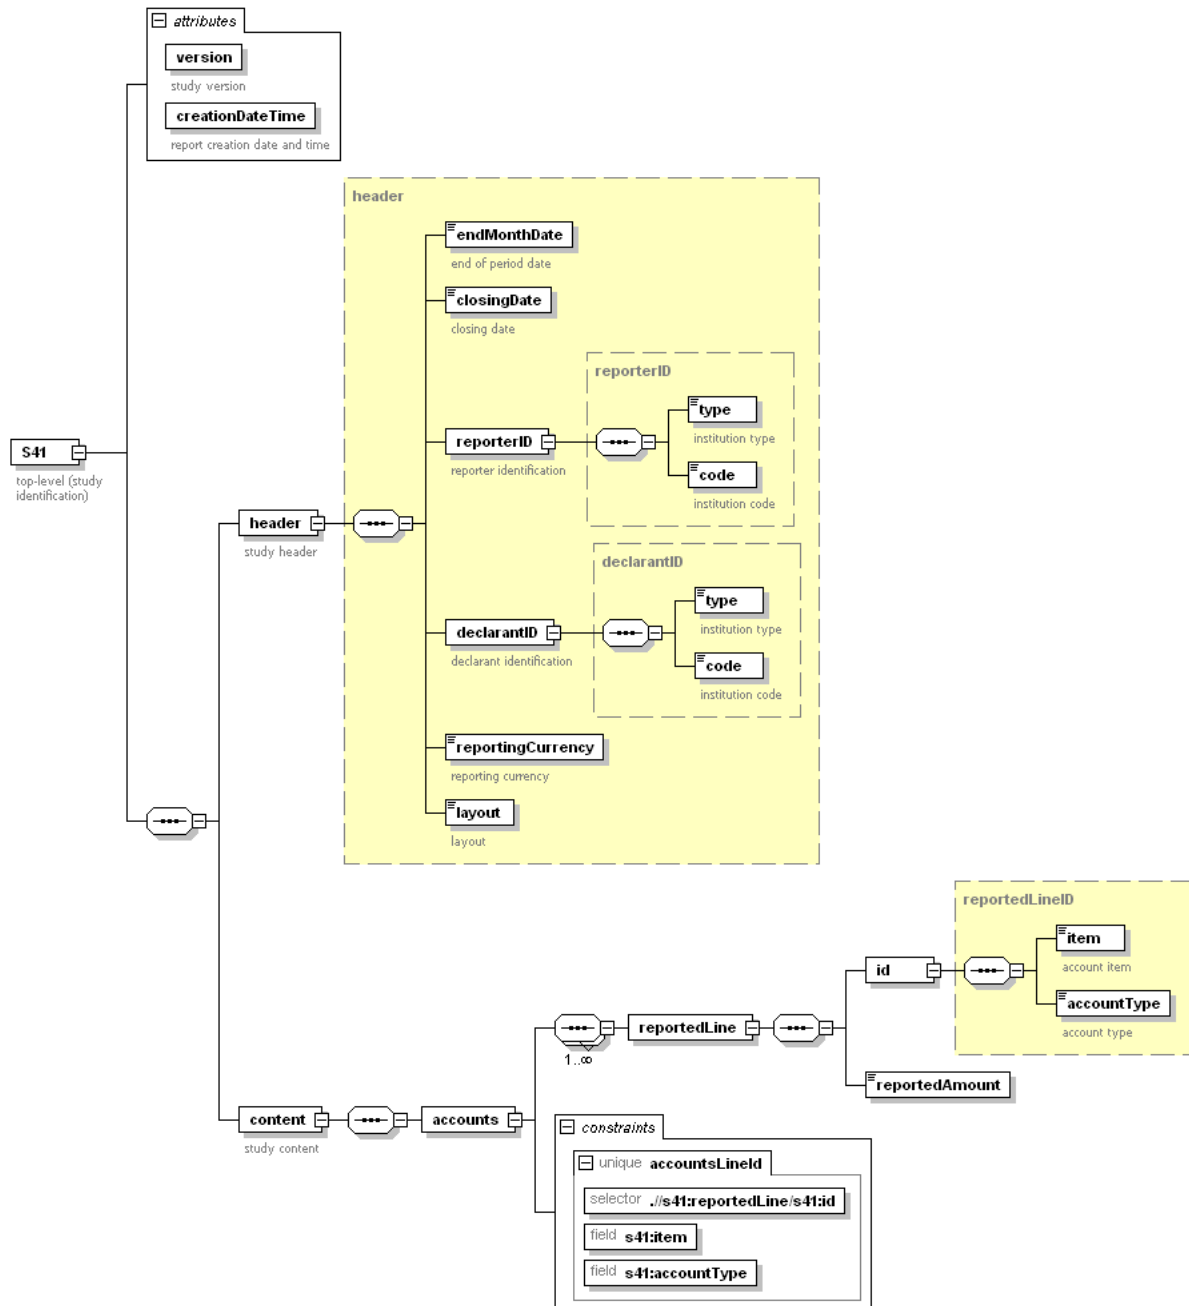 attributes
version
study version
creationDateTime
report creation date and time
header
endMonthDate
end of period date
closingDate
closing date
reporterID
type
institution type
reporterID
reporter identification
code
institution code
S41
top-level (study
identification)
header
study header
declarantID
type
institution type
declarantID
declarant identification
code
institution code
reportingCurrency
reporting currency
layout
layout
reportedLineID
item
account item
id
accountType
account type
reportedLine
1..∞
reportedAmount
content
study content
accounts
constraints
unique accountsLineId
selector .//s41:reportedLine/s41:id
field s41:item
field s41:accountType